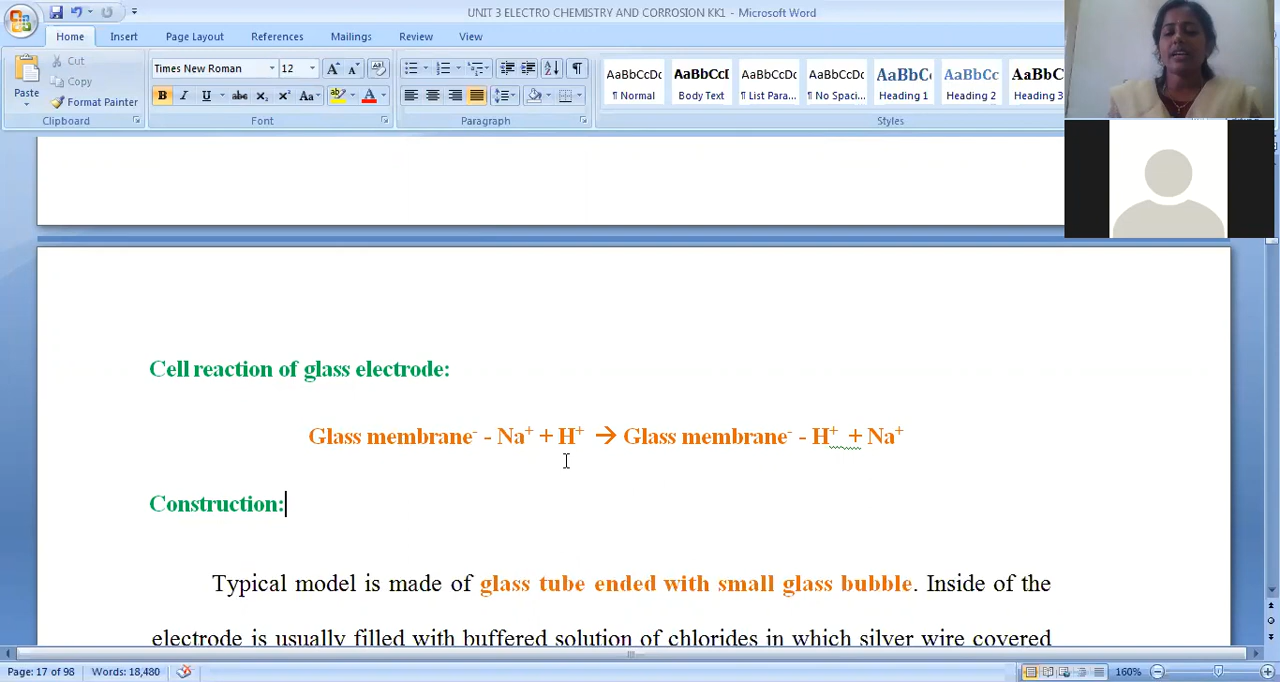 UNIT 3 ELECTRO CHEMISTRY AND CORROSION KK1 - Microsoft Word
Home Insert Page Layout References Mailings Review View
Paste
Cut
Copy
Format Painter
Clipboard
Times New Roman 12
Font
Paragraph
AaBbCcDc AaBbCcI AaBbCcDc AaBbCcDc AaBbCc AaBbCc AaBbC
¶ Normal Body Text ¶ List Para... ¶ No Spaci... Heading 1 Heading 2 Heading 3
Styles
Cell reaction of glass electrode:
Glass membrane⁻ - Na⁺ + H⁺ → Glass membrane⁻ - H⁺ + Na⁺
Construction:
Typical model is made of glass tube ended with small glass bubble. Inside of the
electrode is usually filled with buffered solution of chlorides in which silver wire covered
Page: 17 of 98 Words: 18,480 160%